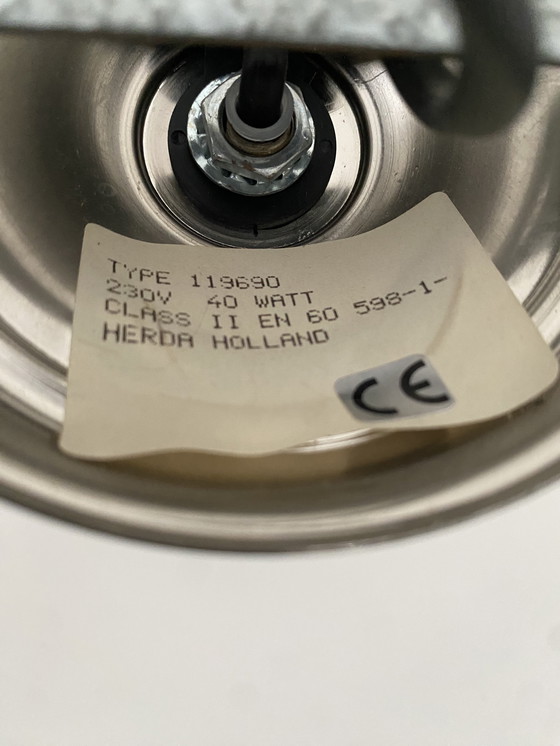 TYPE 119690
230V 40 WATT
CLASS II EN 60 598-1-
HERDA HOLLAND
CE